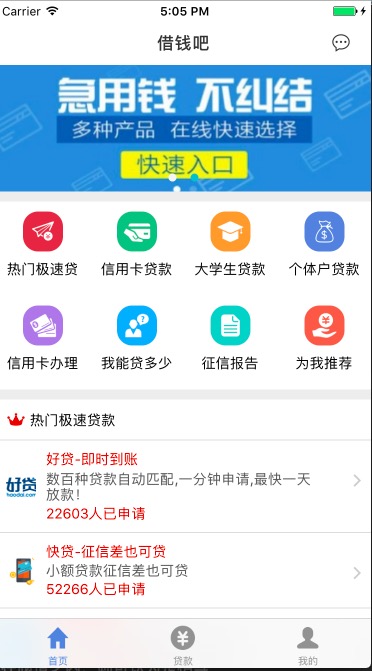 Carrier 5:05 PM
借钱吧
急用钱 不纠结
多种产品 在线快速选择
快速入口
热门极速贷 信用卡贷款 大学生贷款 个体户贷款
信用卡办理 我能贷多少 征信报告 为我推荐
热门极速贷款
好贷-即时到账
好贷
haodai.com
数百种贷款自动匹配,一分钟申请,最快一天
放款!
22603人已申请
快贷-征信差也可贷
小额贷款征信差也可贷
52266人已申请
首页 贷款 我的